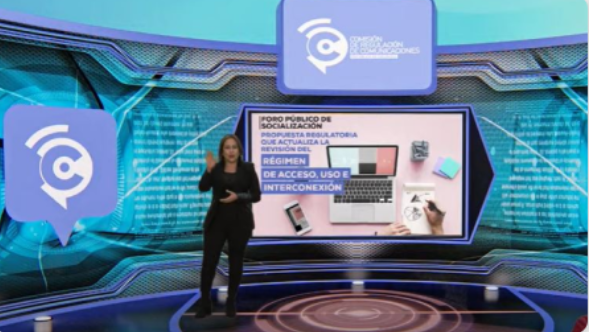 COMISIÓN
DE REGULACIÓN
DE COMUNICACIONES
FORO PÚBLICO DE
SOCIALIZACIÓN
PROPUESTA REGULATORIA
QUE ACTUALIZA LA
REVISIÓN DEL
RÉGIMEN
DE ACCESO, USO E
INTERCONEXIÓN